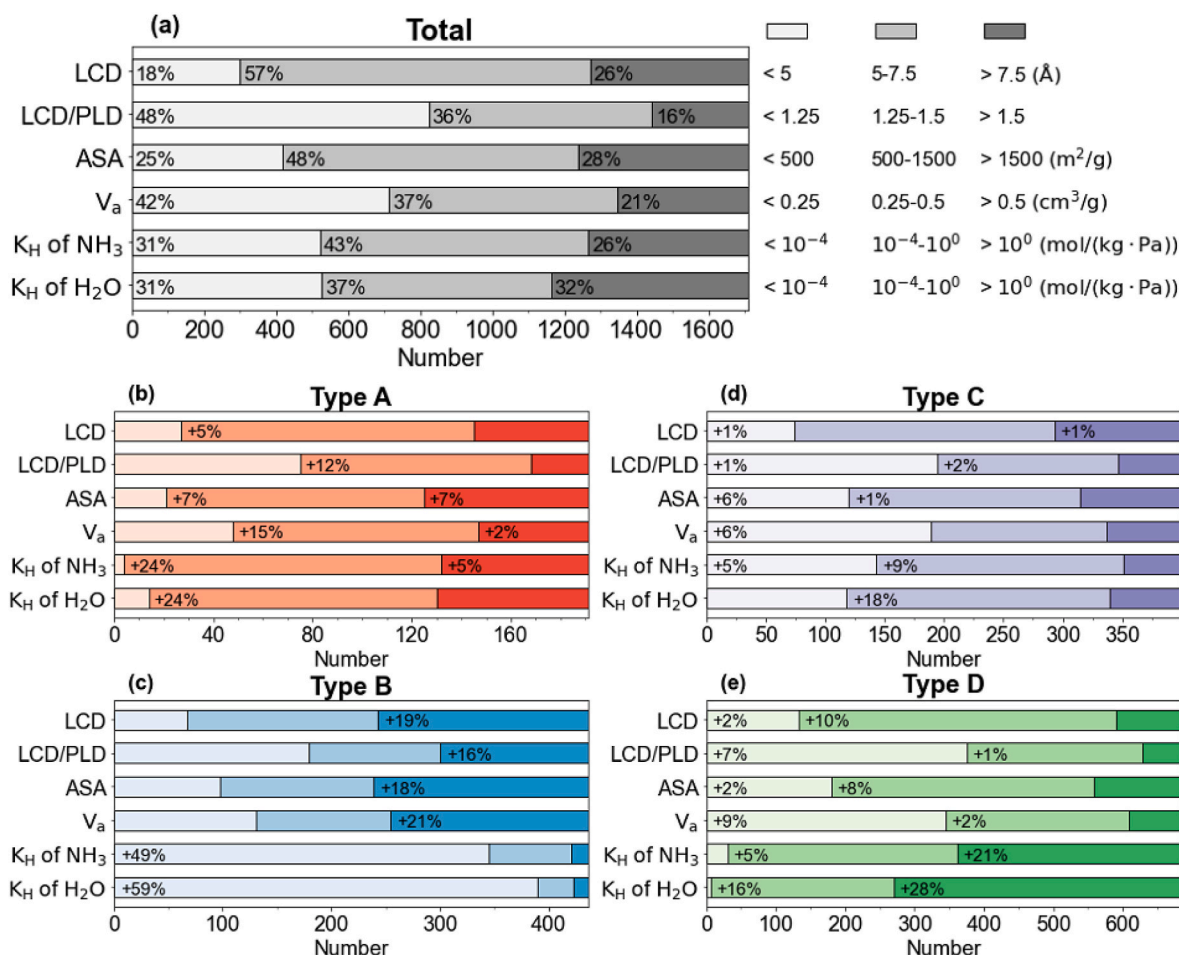 (a) Total
LCD 18% 57% 26% < 5 5-7.5 > 7.5 (Å)
LCD/PLD 48% 36% 16% < 1.25 1.25-1.5 > 1.5
ASA 25% 48% 28% < 500 500-1500 > 1500 (m²/g)
Vₐ 42% 37% 21% < 0.25 0.25-0.5 > 0.5 (cm³/g)
K_H of NH₃ 31% 43% 26% < 10⁻⁴ 10⁻⁴-10⁰ > 10⁰ (mol/(kg · Pa))
K_H of H₂O 31% 37% 32% < 10⁻⁴ 10⁻⁴-10⁰ > 10⁰ (mol/(kg · Pa))
0 200 400 600 800 1000 1200 1400 1600
Number
(b) Type A
LCD +5%
LCD/PLD +12%
ASA +7% +7%
Vₐ +15% +2%
K_H of NH₃ +24% +5%
K_H of H₂O +24%
0 40 80 120 160
Number
(d) Type C
LCD +1% +1%
LCD/PLD +1% +2%
ASA +6% +1%
Vₐ +6%
K_H of NH₃ +5% +9%
K_H of H₂O +18%
0 50 100 150 200 250 300 350
Number
(c) Type B
LCD +19%
LCD/PLD +16%
ASA +18%
Vₐ +21%
K_H of NH₃ +49%
K_H of H₂O +59%
0 100 200 300 400
Number
(e) Type D
LCD +2% +10%
LCD/PLD +7% +1%
ASA +2% +8%
Vₐ +9% +2%
K_H of NH₃ +5% +21%
K_H of H₂O +16% +28%
0 100 200 300 400 500 600
Number